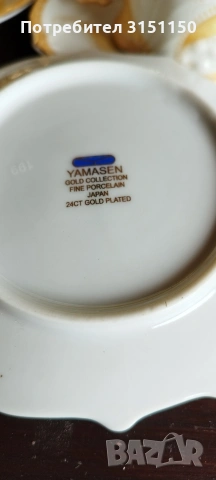 Потребител 3151150
YAMASEN
GOLD COLLECTION
FINE PORCELAIN
JAPAN
24CT GOLD PLATED
BAZAR